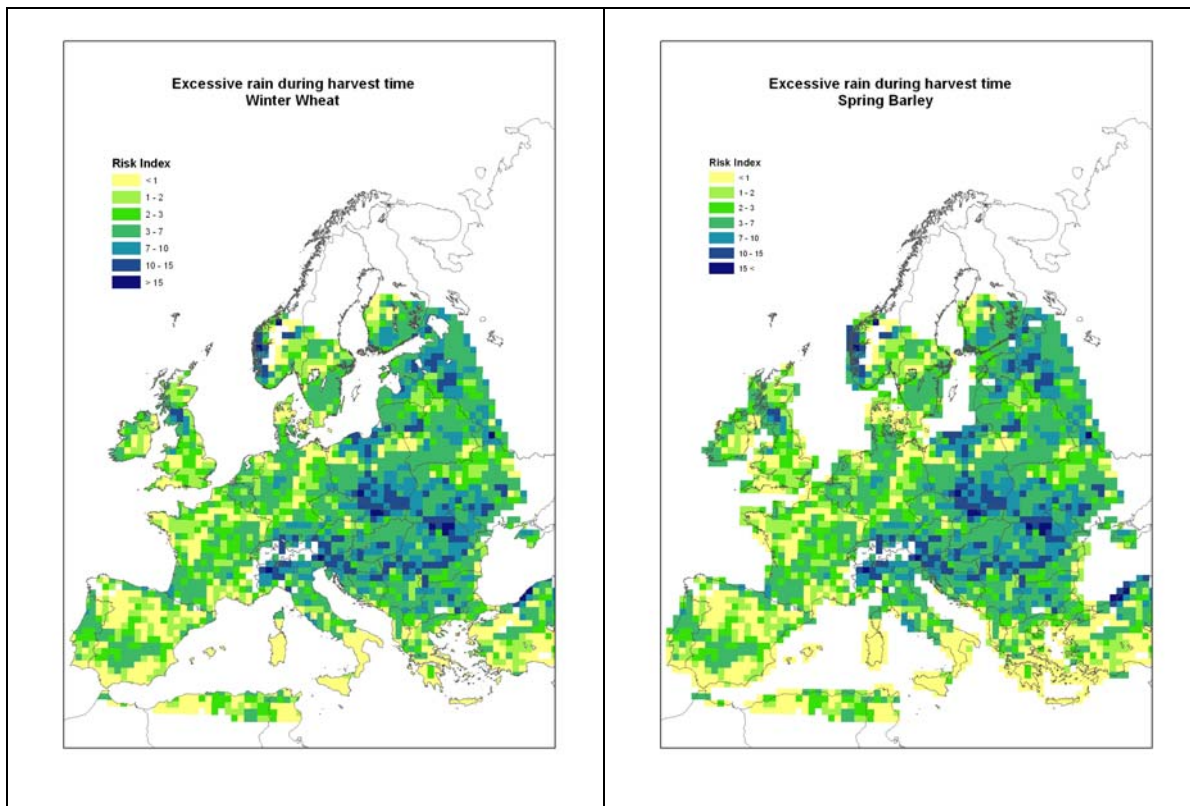 Excessive rain during harvest time
Winter Wheat
Risk Index
< 1
1 - 2
2 - 3
3 - 7
7 - 10
10 - 15
> 15
Excessive rain during harvest time
Spring Barley
Risk Index
< 1
1 - 2
2 - 3
3 - 7
7 - 10
10 - 15
15 <